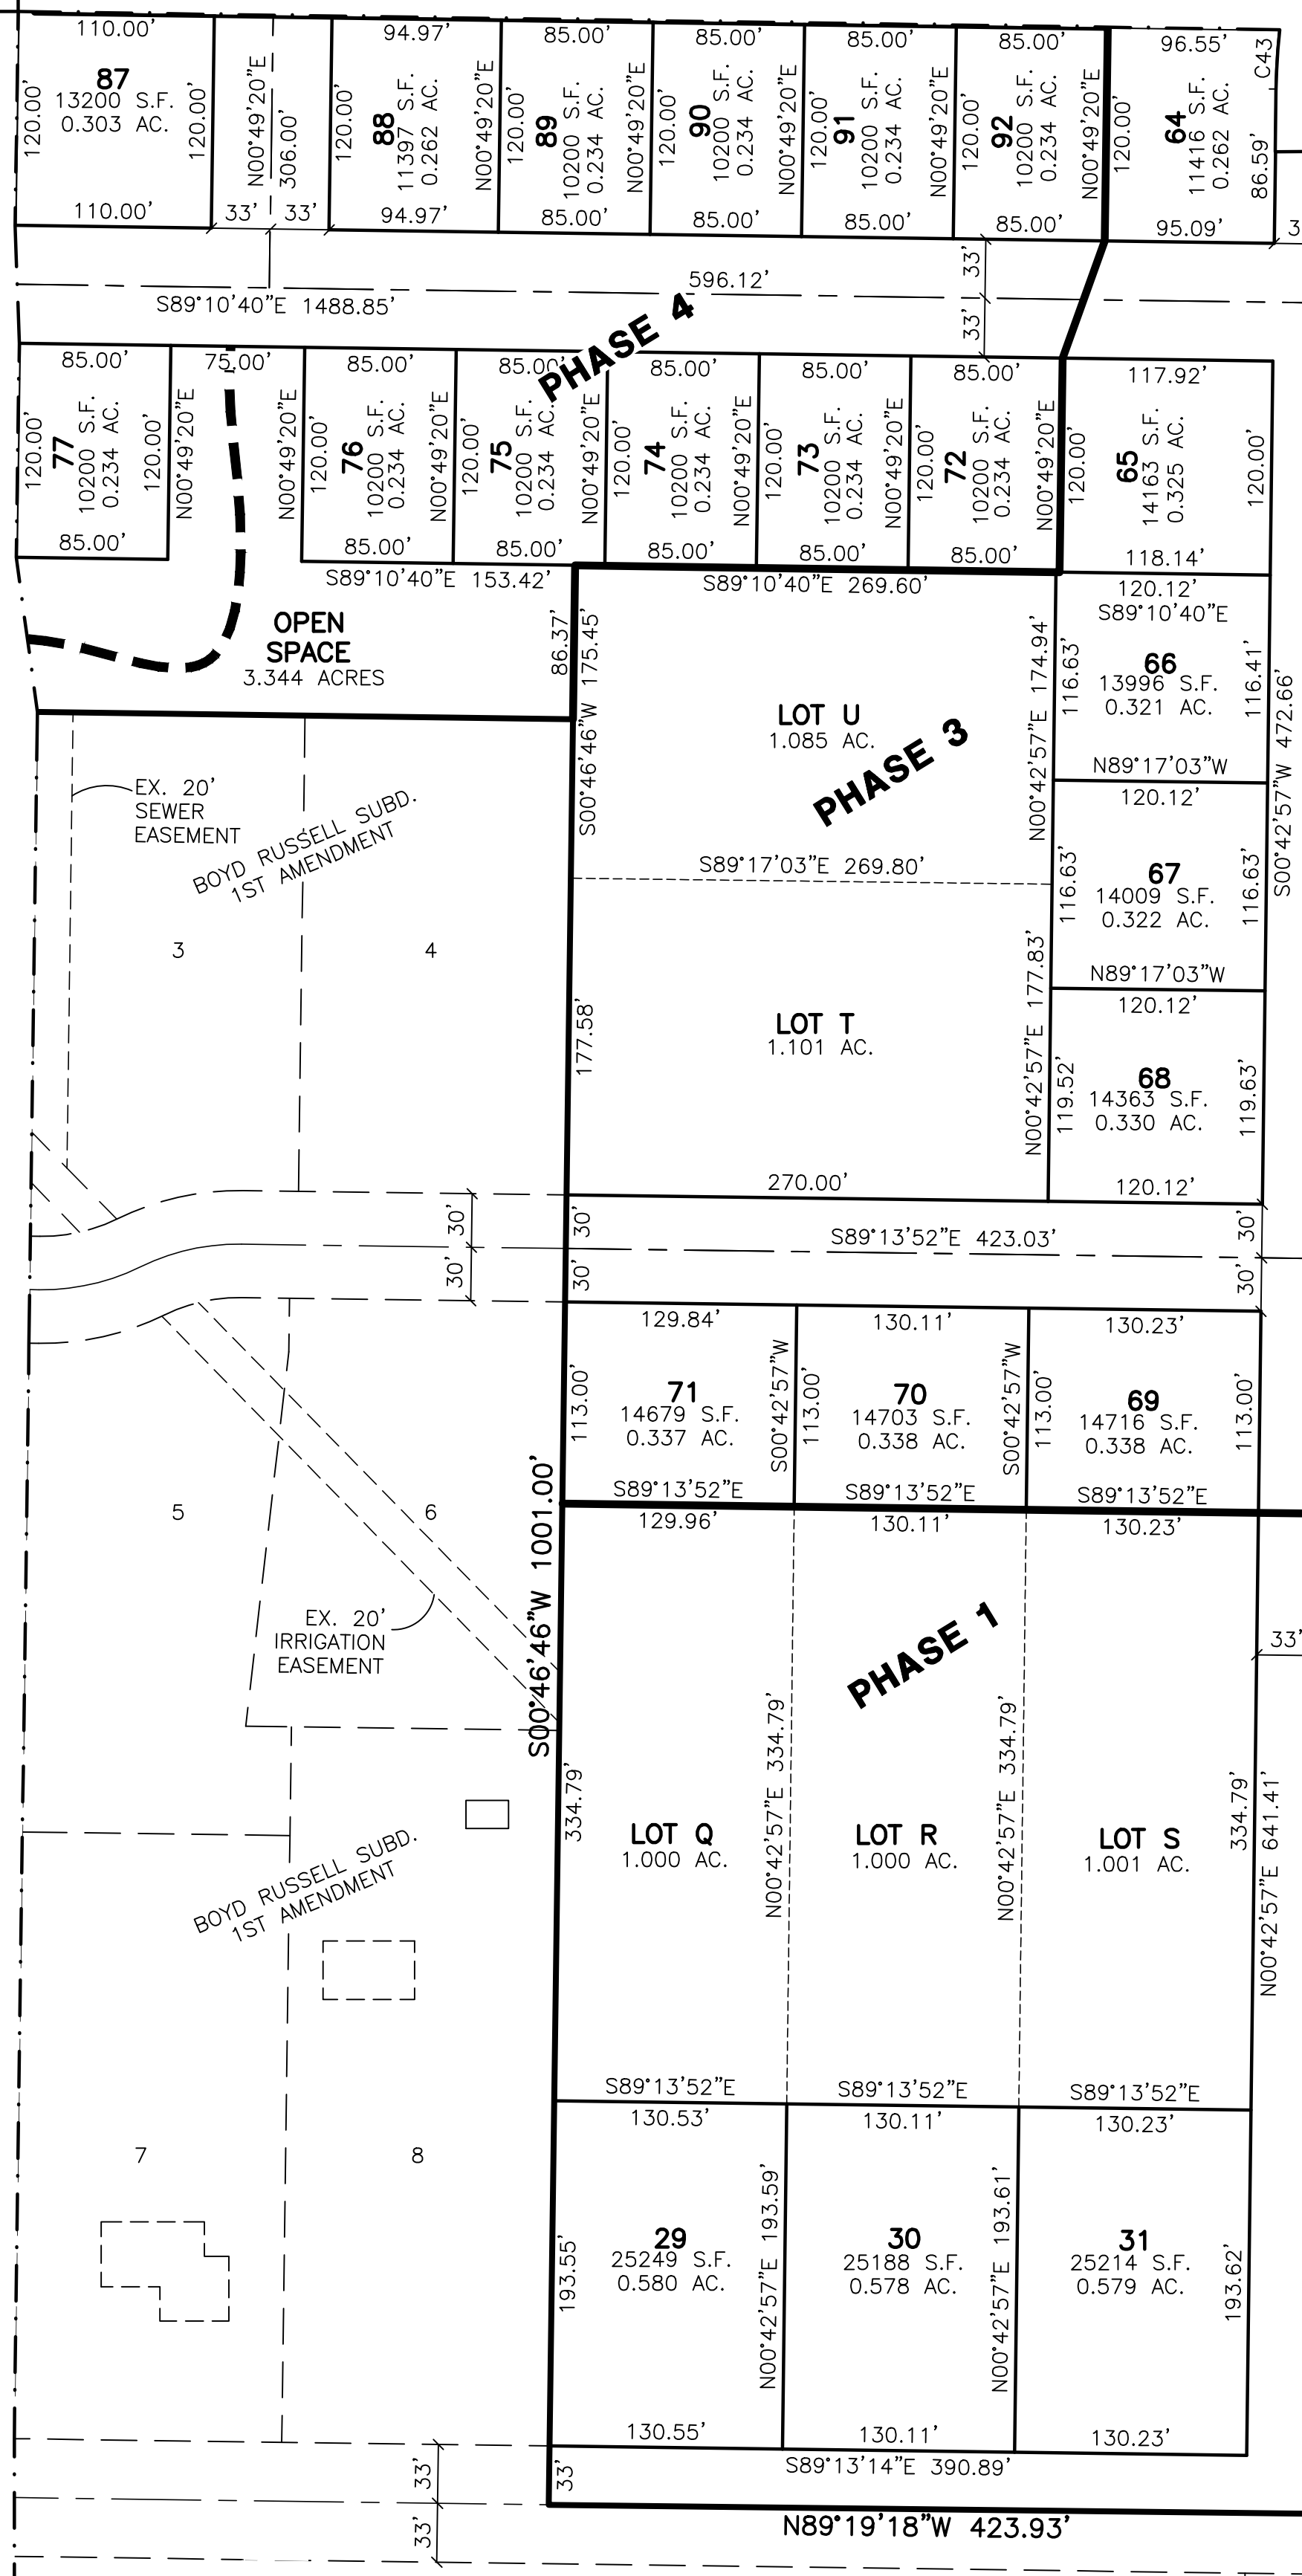 110.00'
87
13200 S.F.
0.303 AC.
120.00'
120.00'
110.00'
N00°49'20"E
306.00'
33'
33'
94.97'
120.00'
88
11397 S.F.
0.262 AC.
N00°49'20"E
94.97'
85.00'
120.00'
89
10200 S.F.
0.234 AC.
N00°49'20"E
85.00'
85.00'
120.00'
90
10200 S.F.
0.234 AC.
N00°49'20"E
85.00'
85.00'
120.00'
91
10200 S.F.
0.234 AC.
N00°49'20"E
85.00'
85.00'
120.00'
92
10200 S.F.
0.234 AC.
N00°49'20"E
85.00'
96.55'
C43
120.00'
64
11416 S.F.
0.262 AC.
86.59'
95.09'
3
33'
596.12'
S89°10'40"E 1488.85'
33'
PHASE 4
85.00'
120.00'
77
10200 S.F.
0.234 AC.
120.00'
N00°49'20"E
85.00'
75.00'
N00°49'20"E
85.00'
120.00'
76
10200 S.F.
0.234 AC.
N00°49'20"E
85.00'
85.00'
120.00'
75
10200 S.F.
0.234 AC.
N00°49'20"E
85.00'
85.00'
120.00'
74
10200 S.F.
0.234 AC.
N00°49'20"E
85.00'
85.00'
120.00'
73
10200 S.F.
0.234 AC.
N00°49'20"E
85.00'
85.00'
120.00'
72
10200 S.F.
0.234 AC.
N00°49'20"E
85.00'
117.92'
120.00'
65
14163 S.F.
0.325 AC.
120.00'
118.14'
S89°10'40"E 153.42'
S89°10'40"E 269.60'
OPEN
SPACE
3.344 ACRES
86.37'
S00°46'46"W 175.45'
LOT U
1.085 AC.
PHASE 3
N00°42'57"E 174.94'
120.12'
S89°10'40"E
116.63'
66
13996 S.F.
0.321 AC.
116.41'
S00°42'57"W 472.66'
N89°17'03"W
120.12'
EX. 20'
SEWER
EASEMENT
BOYD RUSSELL SUBD.
1ST AMENDMENT
S89°17'03"E 269.80'
116.63'
67
14009 S.F.
0.322 AC.
116.63'
N89°17'03"W
120.12'
3
4
177.58'
LOT T
1.101 AC.
N00°42'57"E 177.83'
119.52'
68
14363 S.F.
0.330 AC.
119.63'
270.00'
120.12'
30'
30'
30'
30'
S89°13'52"E 423.03'
30'
30'
129.84'
113.00'
71
14679 S.F.
0.337 AC.
S00°42'57"W
S89°13'52"E
129.96'
130.11'
113.00'
70
14703 S.F.
0.338 AC.
S00°42'57"W
S89°13'52"E
130.11'
130.23'
113.00'
69
14716 S.F.
0.338 AC.
113.00'
S89°13'52"E
130.23'
5
6
S00°46'46"W 1001.00'
EX. 20'
IRRIGATION
EASEMENT
PHASE 1
33'
334.79'
LOT Q
1.000 AC.
N00°42'57"E 334.79'
LOT R
1.000 AC.
N00°42'57"E 334.79'
LOT S
1.001 AC.
334.79'
N00°42'57"E 641.41'
BOYD RUSSELL SUBD.
1ST AMENDMENT
S89°13'52"E
130.53'
S89°13'52"E
130.11'
S89°13'52"E
130.23'
7
8
193.55'
29
25249 S.F.
0.580 AC.
N00°42'57"E 193.59'
130.55'
30
25188 S.F.
0.578 AC.
N00°42'57"E 193.61'
130.11'
31
25214 S.F.
0.579 AC.
193.62'
130.23'
33'
33'
33'
S89°13'14"E 390.89'
N89°19'18"W 423.93'